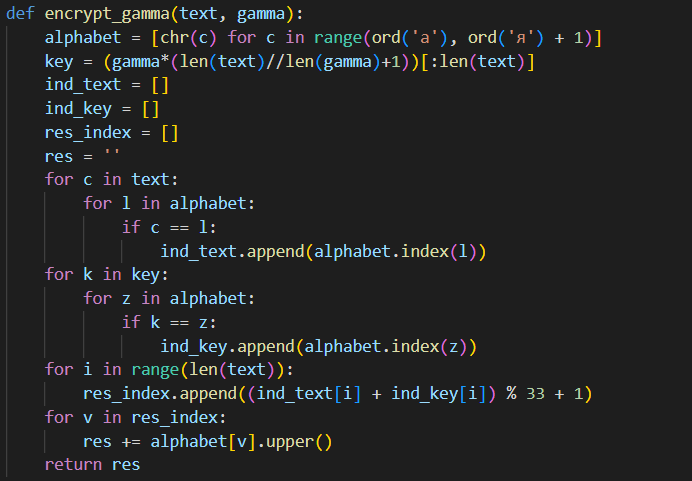 def encrypt_gamma(text, gamma):
    alphabet = [chr(c) for c in range(ord('а'), ord('я') + 1)]
    key = (gamma*(len(text)//len(gamma)+1))[:len(text)]
    ind_text = []
    ind_key = []
    res_index = []
    res = ''
    for c in text:
        for l in alphabet:
            if c == l:
                ind_text.append(alphabet.index(l))
    for k in key:
        for z in alphabet:
            if k == z:
                ind_key.append(alphabet.index(z))
    for i in range(len(text)):
        res_index.append((ind_text[i] + ind_key[i]) % 33 + 1)
    for v in res_index:
        res += alphabet[v].upper()
    return res